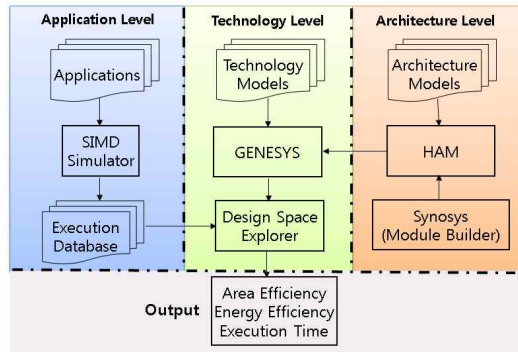 Application Level
Technology Level
Architecture Level
Applications
Technology
Models
Architecture
Models
SIMD
Simulator
GENESYS
HAM
Execution
Database
Design Space
Explorer
Synosys
(Module Builder)
Output
Area Efficiency
Energy Efficiency
Execution Time